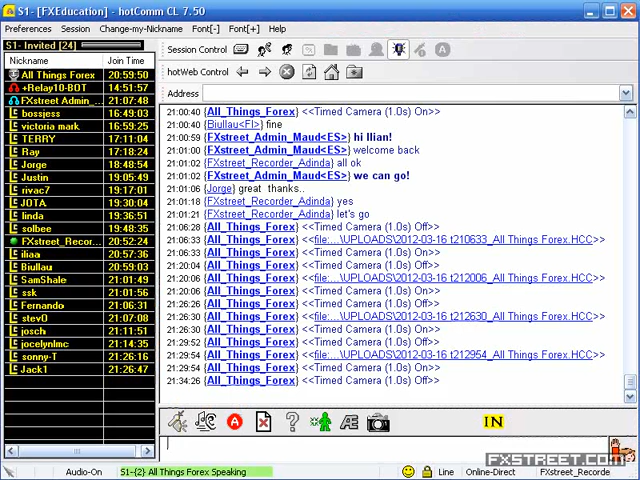 S1- [FXEducation] - hotComm CL 7.50
Preferences Session Change-my-Nickname Font[-] Font[+] Help
S1- Invited [24]
Session Control
Nickname Join Time
hotWeb Control
Address
All Things Forex 20:59:50
+Relay10-BOT 14:51:57
FXstreet Admin_... 21:07:48
bossjess 16:49:03
victoria mark 16:59:25
TERRY 17:11:04
Ray 17:18:24
Jorge 18:48:54
Justin 19:05:49
rivac7 19:17:01
JOTA 19:30:04
linda 19:36:51
solbee 19:48:35
FXstreet_Recor... 20:52:24
iliaa 20:57:36
Biullau 20:59:03
SamShale 21:01:49
ssk 21:01:56
Fernando 21:06:31
stev0 21:07:08
josch 21:11:51
jocelynlmc 21:14:35
sonny-T 21:26:16
Jack1 21:26:47
21:00:40 {All_Things_Forex} <<Timed Camera (1.0s) On>>
21:00:40 {Biullau<FI>} fine
21:00:59 {FXstreet_Admin_Maud<ES>} hi Ilian!
21:01:00 {FXstreet_Admin_Maud<ES>} welcome back
21:01:02 {FXstreet_Recorder_Adinda} all ok
21:01:02 {FXstreet_Admin_Maud<ES>} we can go!
21:01:06 {Jorge} great thanks..
21:01:18 {FXstreet_Recorder_Adinda} yes
21:01:21 {FXstreet_Recorder_Adinda} let's go
21:06:28 {All_Things_Forex} <<Timed Camera (1.0s) Off>>
21:06:33 {All_Things_Forex} <<file:...\UPLOADS\2012-03-16 t210633_All Things Forex.HCC>>
21:06:33 {All_Things_Forex} <<Timed Camera (1.0s) On>>
21:20:06 {All_Things_Forex} <<Timed Camera (1.0s) Off>>
21:20:06 {All_Things_Forex} <<file:...\UPLOADS\2012-03-16 t212006_All Things Forex.HCC>>
21:20:06 {All_Things_Forex} <<Timed Camera (1.0s) On>>
21:26:30 {All_Things_Forex} <<Timed Camera (1.0s) Off>>
21:26:30 {All_Things_Forex} <<file:...\UPLOADS\2012-03-16 t212630_All Things Forex.HCC>>
21:26:30 {All_Things_Forex} <<Timed Camera (1.0s) On>>
21:29:52 {All_Things_Forex} <<Timed Camera (1.0s) Off>>
21:29:54 {All_Things_Forex} <<file:...\UPLOADS\2012-03-16 t212954_All Things Forex.HCC>>
21:29:54 {All_Things_Forex} <<Timed Camera (1.0s) On>>
21:34:26 {All_Things_Forex} <<Timed Camera (1.0s) Off>>
IN
FXSTREET.COM
Audio-On S1-{2} All Things Forex Speaking Line Online-Direct FXstreet_Recorde